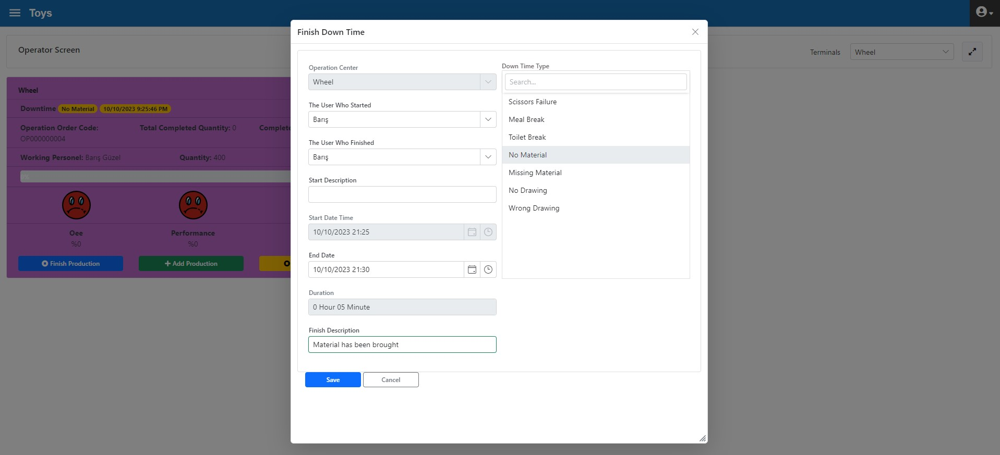 Toys
Operator Screen
Terminals
Wheel
Wheel
Downtime No Material 10/10/2023 9:25:46 PM
Operation Order Code:
OP000000004
Total Completed Quantity: 0
Working Personel: Barış Güzel
Quantity: 400
0%
Oee
%0
Performance
%0
Finish Production
Add Production
Finish Down Time
Operation Center
Wheel
The User Who Started
Barış
The User Who Finished
Barış
Start Description
Start Date Time
10/10/2023 21:25
End Date
10/10/2023 21:30
Duration
0 Hour 05 Minute
Finish Description
Material has been brought
Down Time Type
Search...
Scissors Failure
Meal Break
Toilet Break
No Material
Missing Material
No Drawing
Wrong Drawing
Save
Cancel